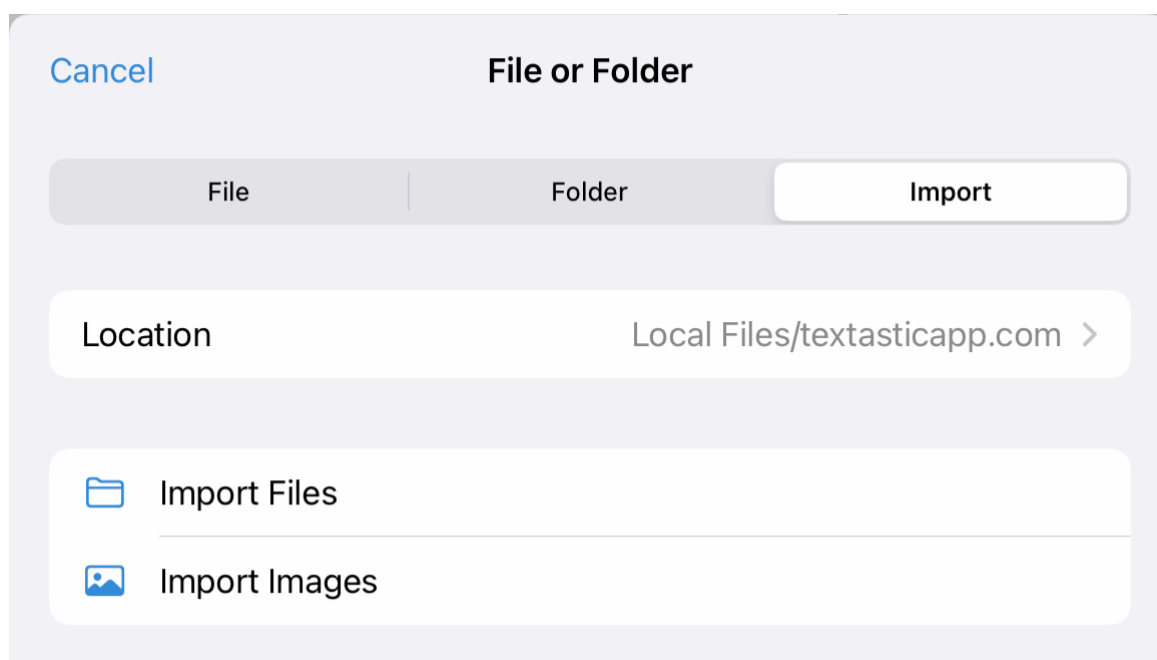 Cancel File or Folder
File Folder Import
Location Local Files/textasticapp.com
Import Files
Import Images